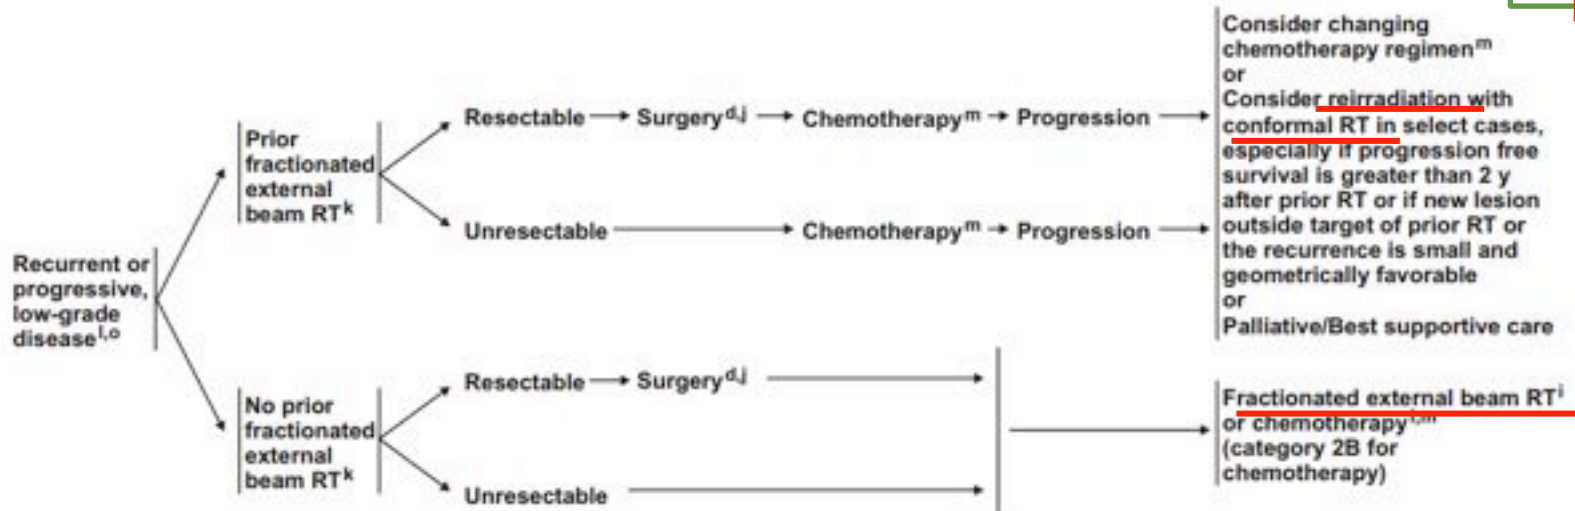 Recurrent or
progressive,
low-grade
disease^l,o
Prior
fractionated
external
beam RT^k
Resectable → Surgery^d,j → Chemotherapy^m → Progression →
Unresectable → Chemotherapy^m → Progression →
Consider changing
chemotherapy regimen^m
or
Consider reirradiation with
conformal RT in select cases,
especially if progression free
survival is greater than 2 y
after prior RT or if new lesion
outside target of prior RT or
the recurrence is small and
geometrically favorable
or
Palliative/Best supportive care
No prior
fractionated
external
beam RT^k
Resectable → Surgery^d,j
Unresectable
Fractionated external beam RT^i
or chemotherapy
(category 2B for
chemotherapy)